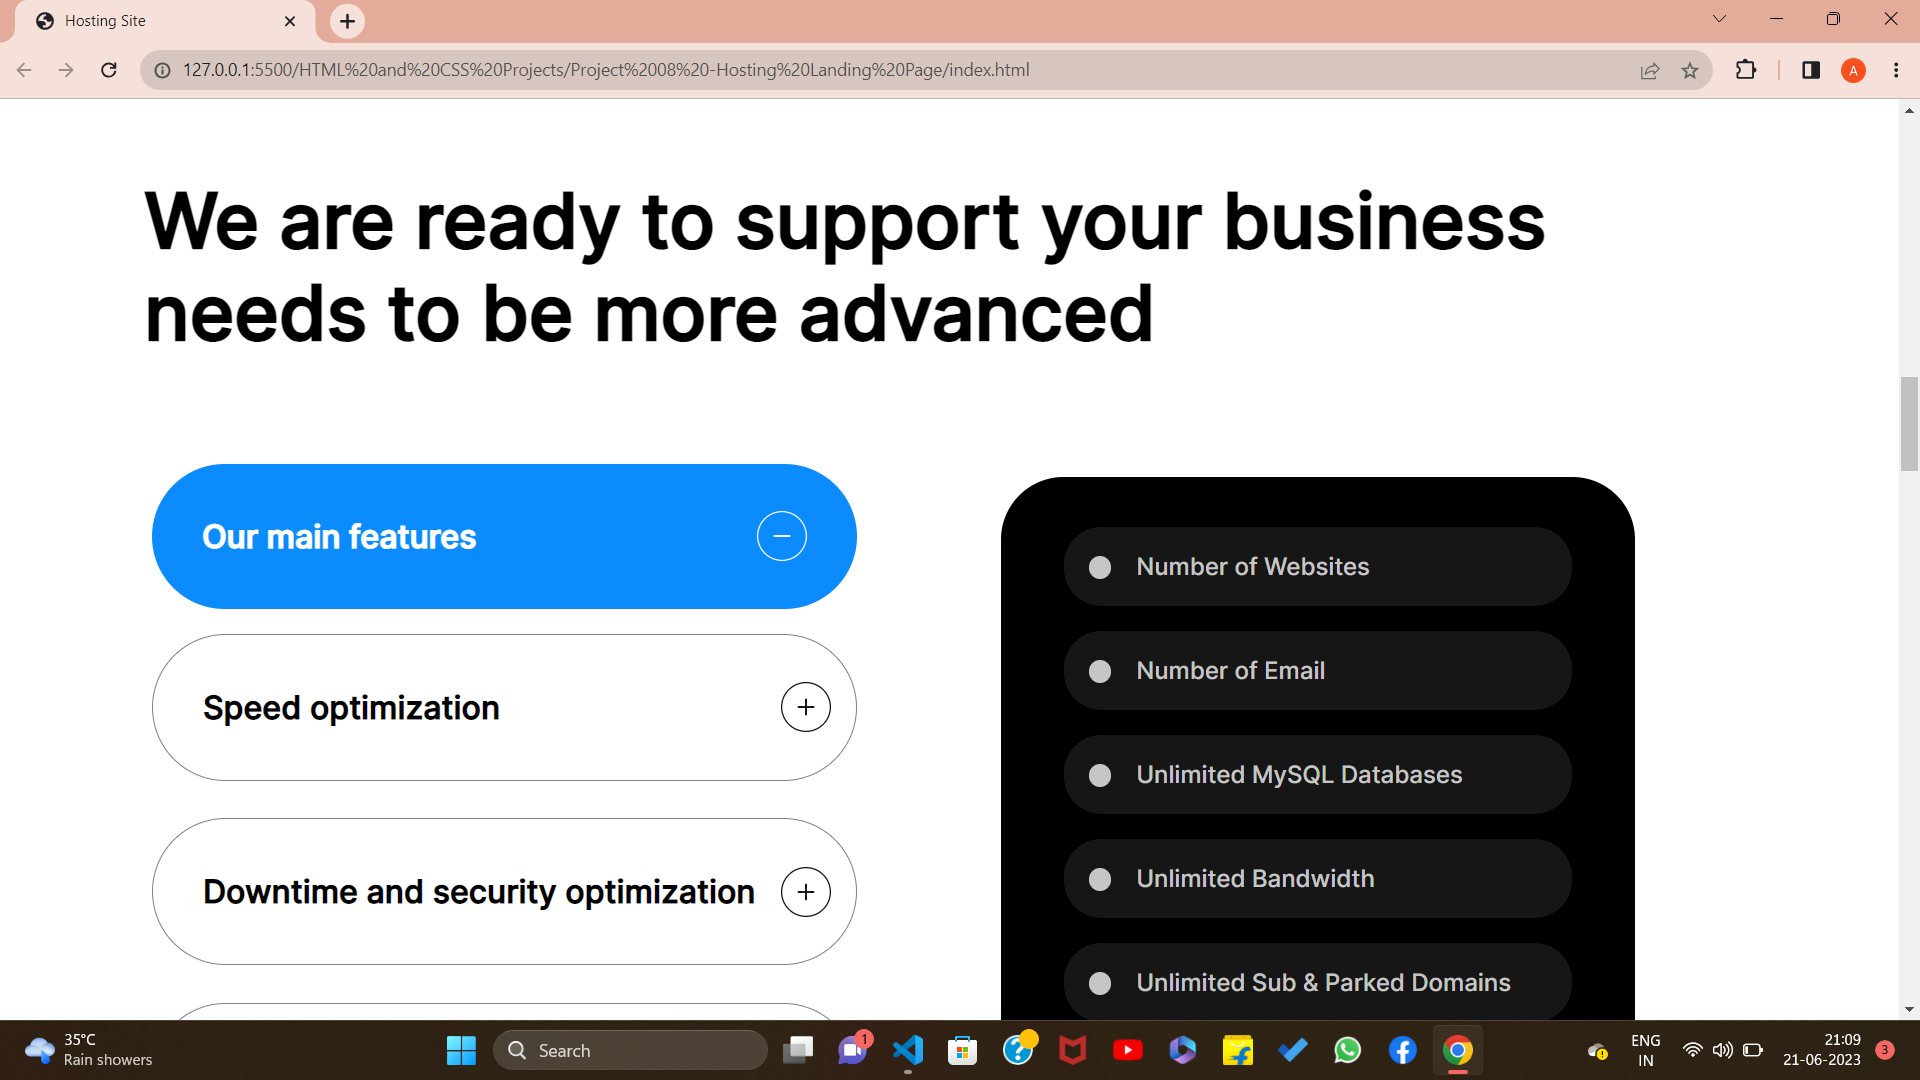 Hosting Site
127.0.0.1:5500/HTML%20and%20CSS%20Projects/Project%2008%20-Hosting%20Landing%20Page/index.html
A
We are ready to support your business
needs to be more advanced
Our main features
Speed optimization
Downtime and security optimization
Number of Websites
Number of Email
Unlimited MySQL Databases
Unlimited Bandwidth
Unlimited Sub & Parked Domains
35°C
Rain showers
Search
1
ENG
IN
21:09
21-06-2023
3